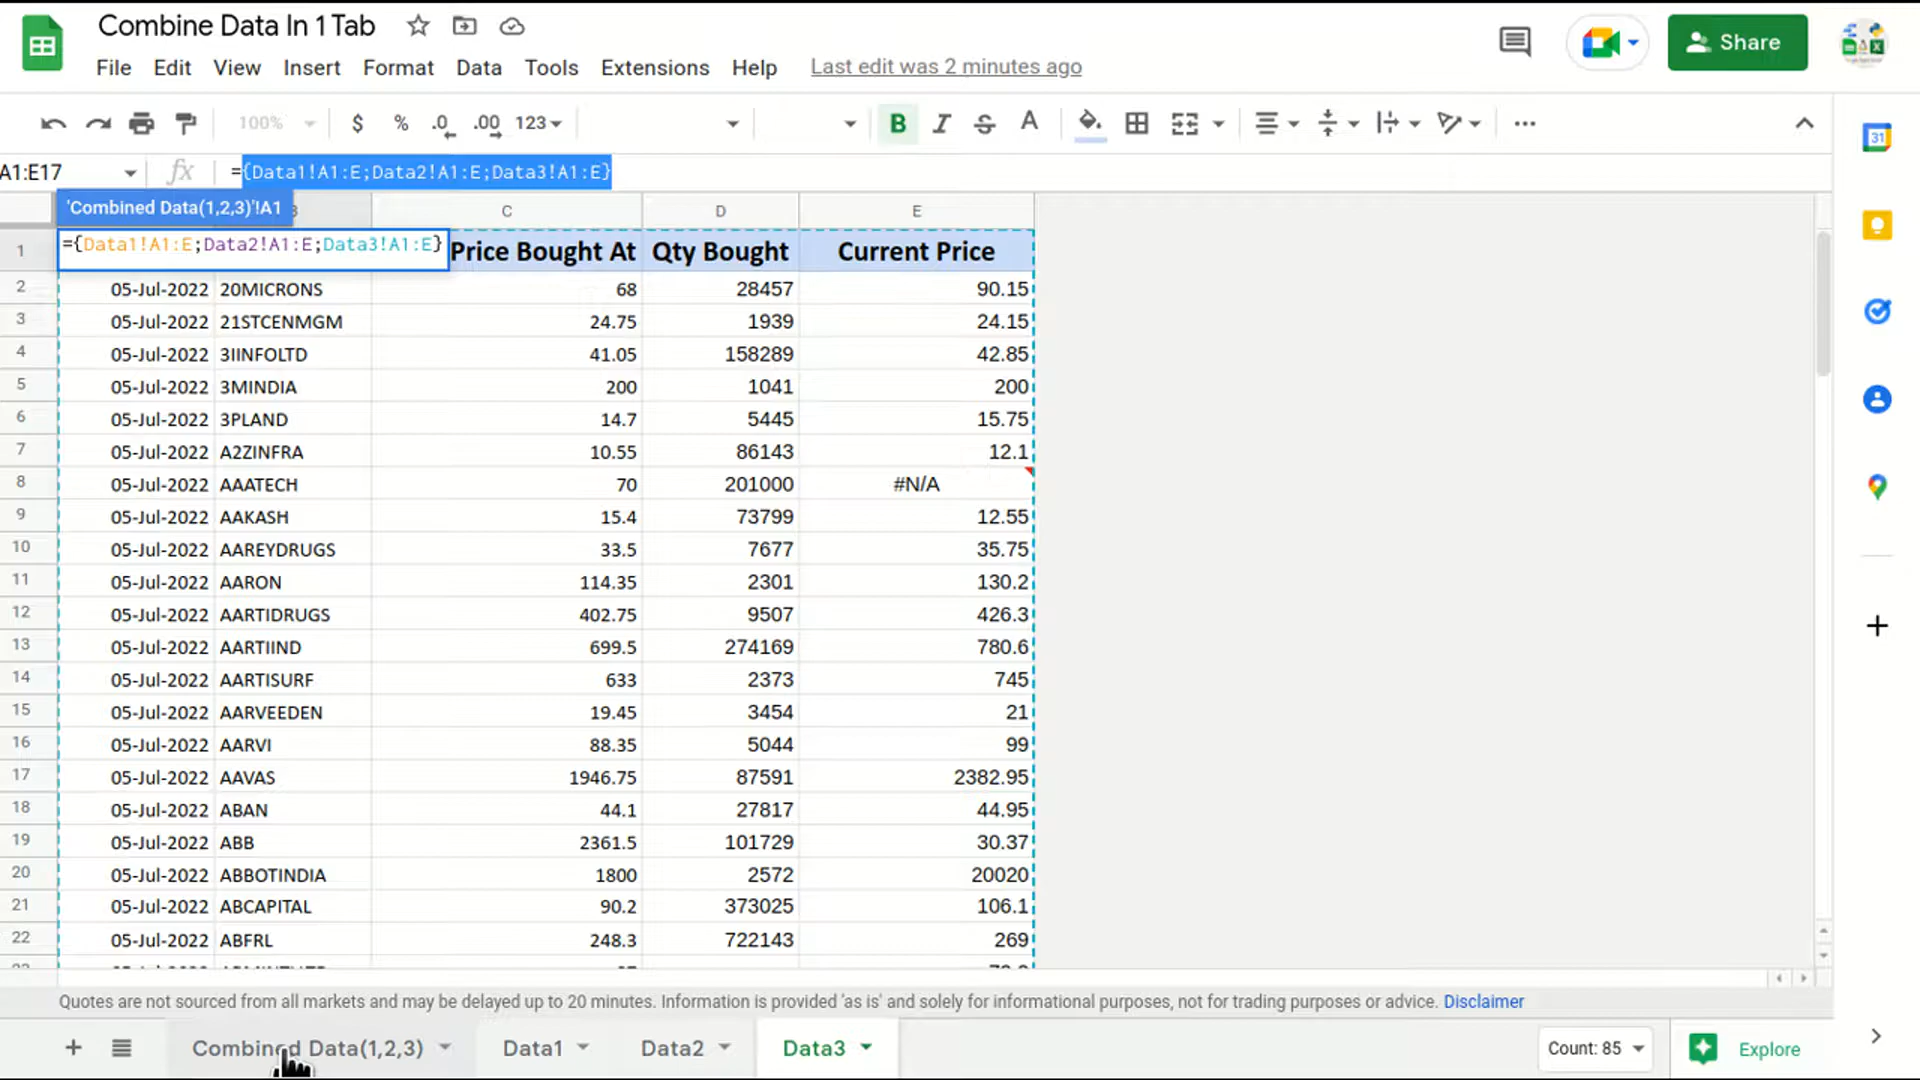 Combine Data In 1 Tab
Share
File Edit View Insert Format Data Tools Extensions Help Last edit was 2 minutes ago
100% $ % .0 .00 123 B I S A
31
A1:E17 fx ={Data1!A1:E;Data2!A1:E;Data3!A1:E}
'Combined Data(1,2,3)'!A1 B C D E
1 ={Data1!A1:E;Data2!A1:E;Data3!A1:E} Price Bought At Qty Bought Current Price
2 05-Jul-2022 20MICRONS 68 28457 90.15
3 05-Jul-2022 21STCENMGM 24.75 1939 24.15
4 05-Jul-2022 3IINFOLTD 41.05 158289 42.85
5 05-Jul-2022 3MINDIA 200 1041 200
6 05-Jul-2022 3PLAND 14.7 5445 15.75
7 05-Jul-2022 A2ZINFRA 10.55 86143 12.1
8 05-Jul-2022 AAATECH 70 201000 #N/A
9 05-Jul-2022 AAKASH 15.4 73799 12.55
10 05-Jul-2022 AAREYDRUGS 33.5 7677 35.75
11 05-Jul-2022 AARON 114.35 2301 130.2
12 05-Jul-2022 AARTIDRUGS 402.75 9507 426.3
13 05-Jul-2022 AARTIIND 699.5 274169 780.6
14 05-Jul-2022 AARTISURF 633 2373 745
15 05-Jul-2022 AARVEEDEN 19.45 3454 21
16 05-Jul-2022 AARVI 88.35 5044 99
17 05-Jul-2022 AAVAS 1946.75 87591 2382.95
18 05-Jul-2022 ABAN 44.1 27817 44.95
19 05-Jul-2022 ABB 2361.5 101729 30.37
20 05-Jul-2022 ABBOTINDIA 1800 2572 20020
21 05-Jul-2022 ABCAPITAL 90.2 373025 106.1
22 05-Jul-2022 ABFRL 248.3 722143 269
Quotes are not sourced from all markets and may be delayed up to 20 minutes. Information is provided 'as is' and solely for informational purposes, not for trading purposes or advice. Disclaimer
Combined Data(1,2,3) Data1 Data2 Data3 Count: 85 Explore